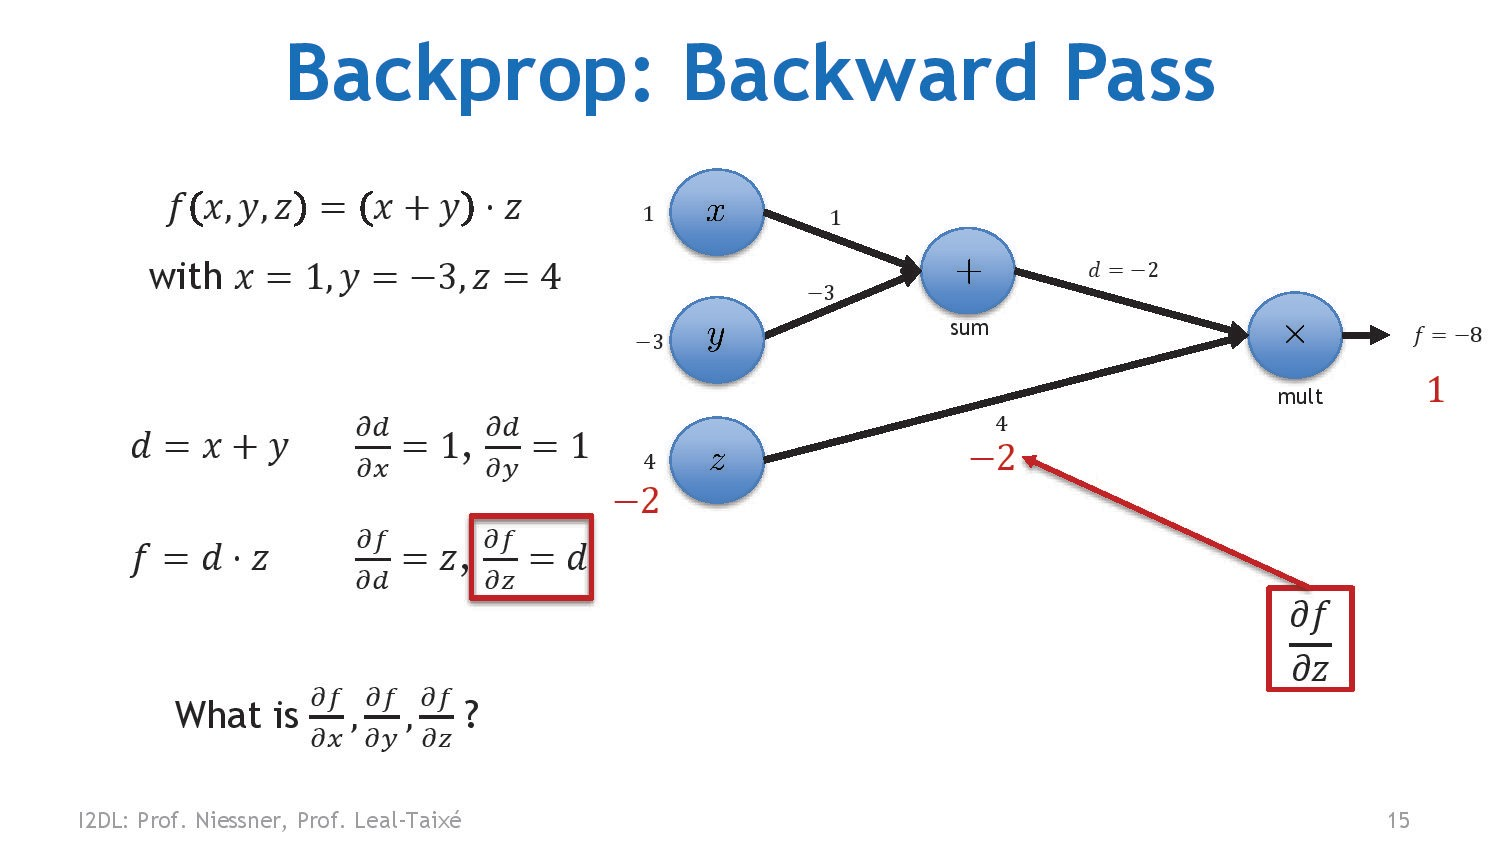 Backprop: Backward Pass
f(x, y, z) = (x + y) · z
with x = 1, y = −3, z = 4
d = x + y  ∂d/∂x = 1, ∂d/∂y = 1
f = d · z  ∂f/∂d = z, ∂f/∂z = d
What is ∂f/∂x, ∂f/∂y, ∂f/∂z ?
1
x
1
−3
y
−3
4
−2
z
4
−2
+
sum
d = −2
×
mult
f = −8
1
∂f/∂z
I2DL: Prof. Niessner, Prof. Leal-Taixé
15